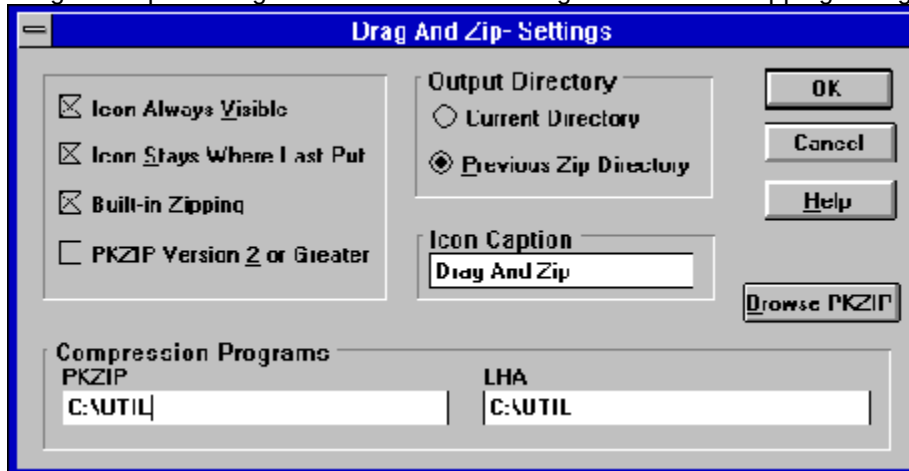 Drag And Zip- Settings
Icon Always Visible
Icon Stays Where Last Put
Built-in Zipping
PKZIP Version 2 or Greater
Output Directory
Current Directory
Previous Zip Directory
Icon Caption
Drag And Zip
OK
Cancel
Help
Browse PKZIP
Compression Programs
PKZIP
LHA
C:\UTIL
C:\UTIL